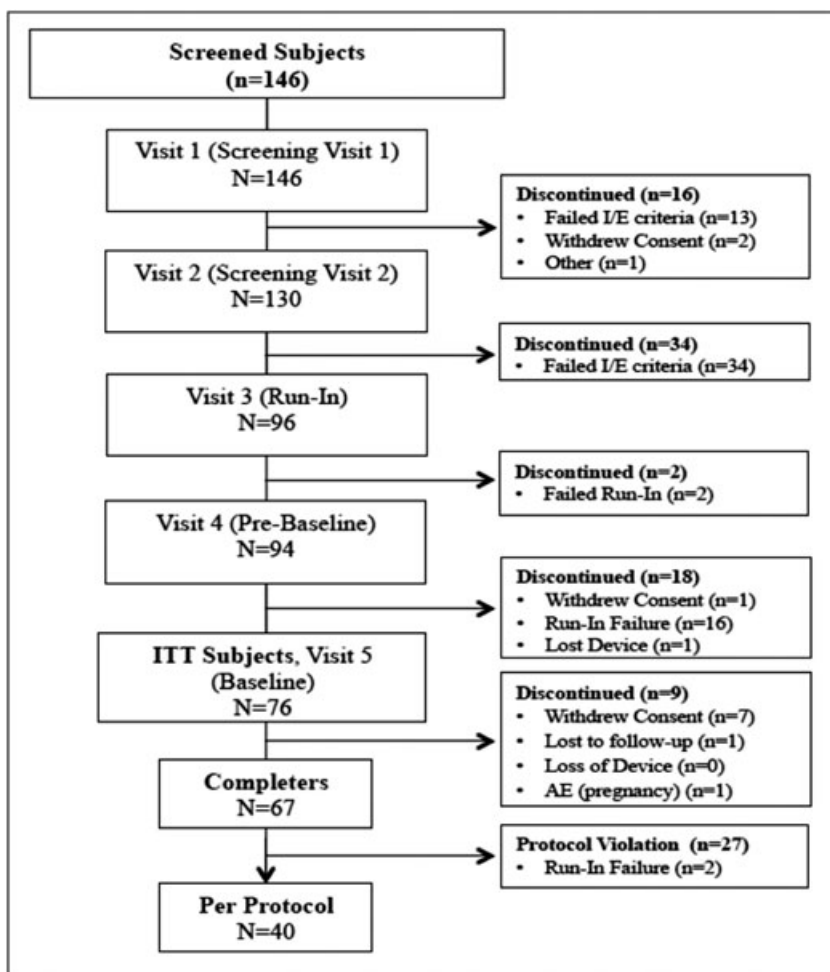 Screened Subjects
(n=146)
Visit 1 (Screening Visit 1)
N=146
Discontinued (n=16)
• Failed I/E criteria (n=13)
• Withdrew Consent (n=2)
• Other (n=1)
Visit 2 (Screening Visit 2)
N=130
Discontinued (n=34)
• Failed I/E criteria (n=34)
Visit 3 (Run-In)
N=96
Discontinued (n=2)
• Failed Run-In (n=2)
Visit 4 (Pre-Baseline)
N=94
Discontinued (n=18)
• Withdrew Consent (n=1)
• Run-In Failure (n=16)
• Lost Device (n=1)
ITT Subjects, Visit 5
(Baseline)
N=76
Discontinued (n=9)
• Withdrew Consent (n=7)
• Lost to follow-up (n=1)
• Loss of Device (n=0)
• AE (pregnancy) (n=1)
Completers
N=67
Protocol Violation (n=27)
• Run-In Failure (n=2)
Per Protocol
N=40